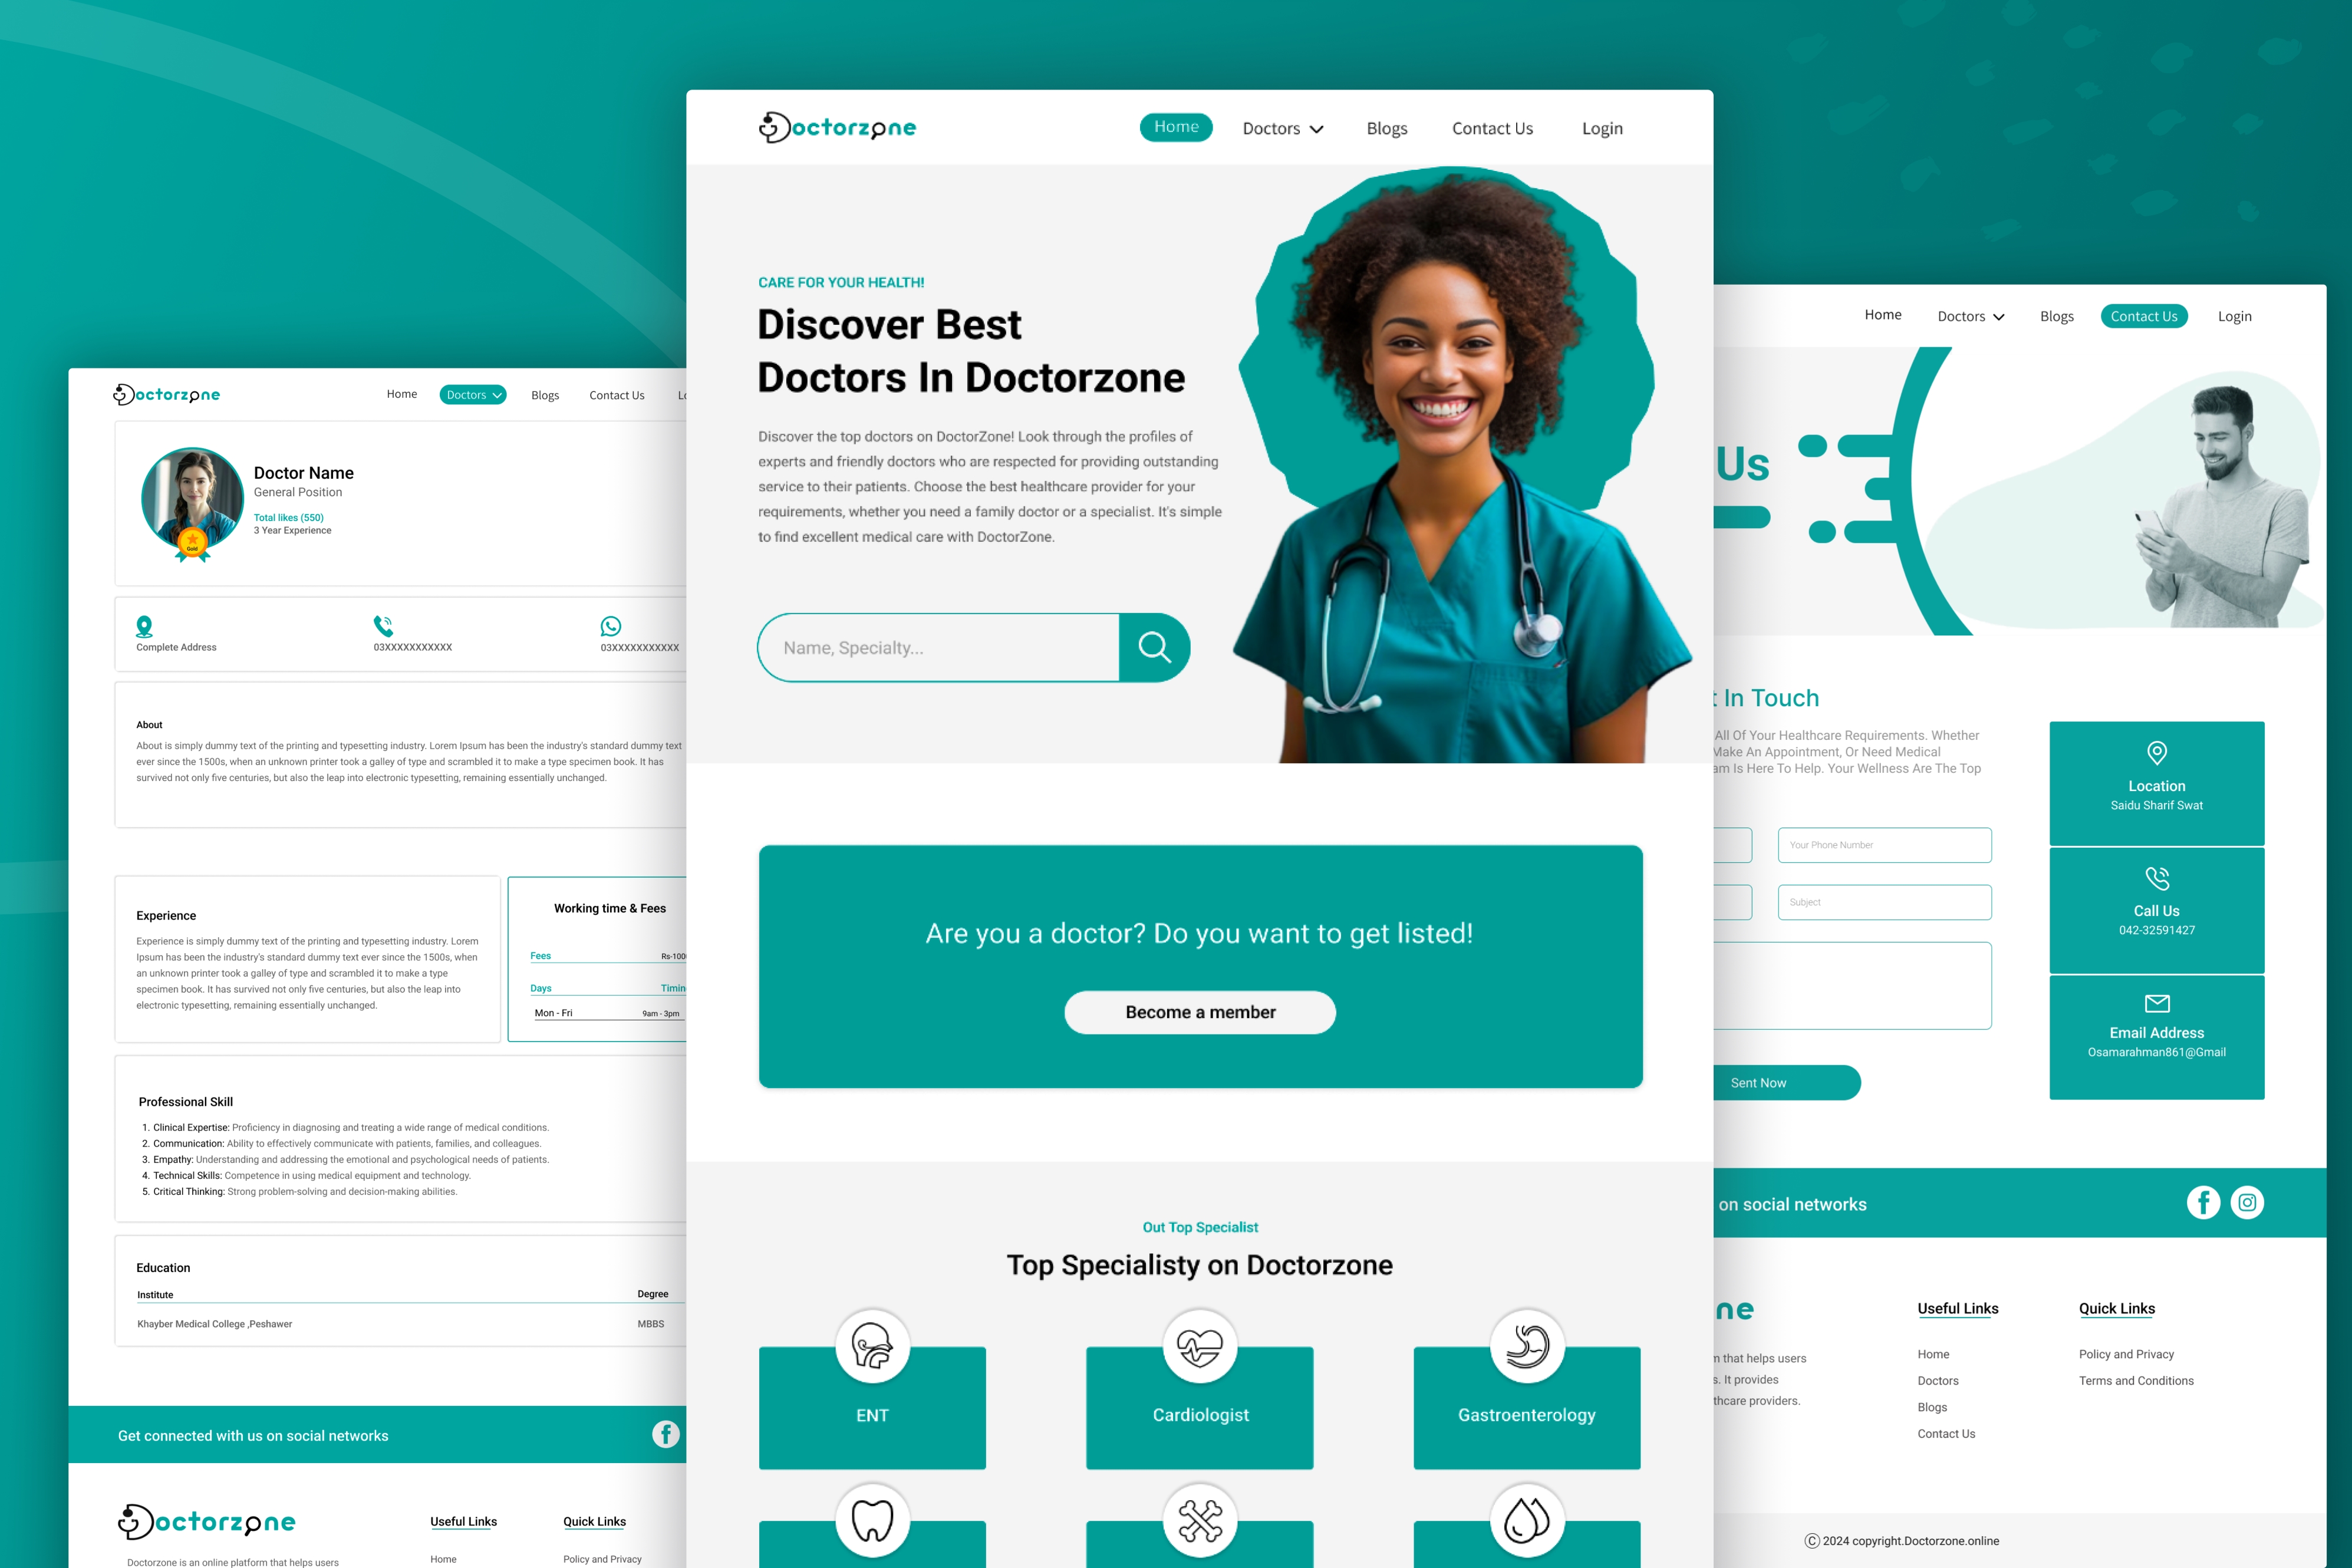 Doctorzone
Home
Doctors
Blogs
Contact Us
Login
CARE FOR YOUR HEALTH!
Discover Best
Doctors In Doctorzone
Discover the top doctors on DoctorZone! Look through the profiles of
experts and friendly doctors who are respected for providing outstanding
service to their patients. Choose the best healthcare provider for your
requirements, whether you need a family doctor or a specialist. It's simple
to find excellent medical care with DoctorZone.
Name, Specialty...
Are you a doctor? Do you want to get listed!
Become a member
Out Top Specialist
Top Specialisty on Doctorzone
ENT
Cardiologist
Gastroenterology
Doctorzone
Home
Doctors
Blogs
Contact Us
Doctor Name
General Position
Total likes (550)
3 Year Experience
Gold
Complete Address
03XXXXXXXXXXX
03XXXXXXXXXXX
About
About is simply dummy text of the printing and typesetting industry. Lorem Ipsum has been the industry's standard dummy text
ever since the 1500s, when an unknown printer took a galley of type and scrambled it to make a type specimen book. It has
survived not only five centuries, but also the leap into electronic typesetting, remaining essentially unchanged.
Experience
Experience is simply dummy text of the printing and typesetting industry. Lorem
Ipsum has been the industry's standard dummy text ever since the 1500s, when
an unknown printer took a galley of type and scrambled it to make a type
specimen book. It has survived not only five centuries, but also the leap into
electronic typesetting, remaining essentially unchanged.
Working time & Fees
Fees Rs-100
Days Timin
Mon - Fri 9am - 3pm
Professional Skill
1. Clinical Expertise: Proficiency in diagnosing and treating a wide range of medical conditions.
2. Communication: Ability to effectively communicate with patients, families, and colleagues.
3. Empathy: Understanding and addressing the emotional and psychological needs of patients.
4. Technical Skills: Competence in using medical equipment and technology.
5. Critical Thinking: Strong problem-solving and decision-making abilities.
Education
Institute Degree
Khayber Medical College ,Peshawer MBBS
Get connected with us on social networks
Doctorzone
Doctorzone is an online platform that helps users
Useful Links
Home
Quick Links
Policy and Privacy
Home
Doctors
Blogs
Contact Us
Login
Us
t In Touch
All Of Your Healthcare Requirements. Whether
Make An Appointment, Or Need Medical
am Is Here To Help. Your Wellness Are The Top
Your Phone Number
Subject
Sent Now
Location
Saidu Sharif Swat
Call Us
042-32591427
Email Address
Osamarahman861@Gmail
on social networks
ne
that helps users
s. It provides
thcare providers.
Useful Links
Home
Doctors
Blogs
Contact Us
Quick Links
Policy and Privacy
Terms and Conditions
© 2024 copyright.Doctorzone.online